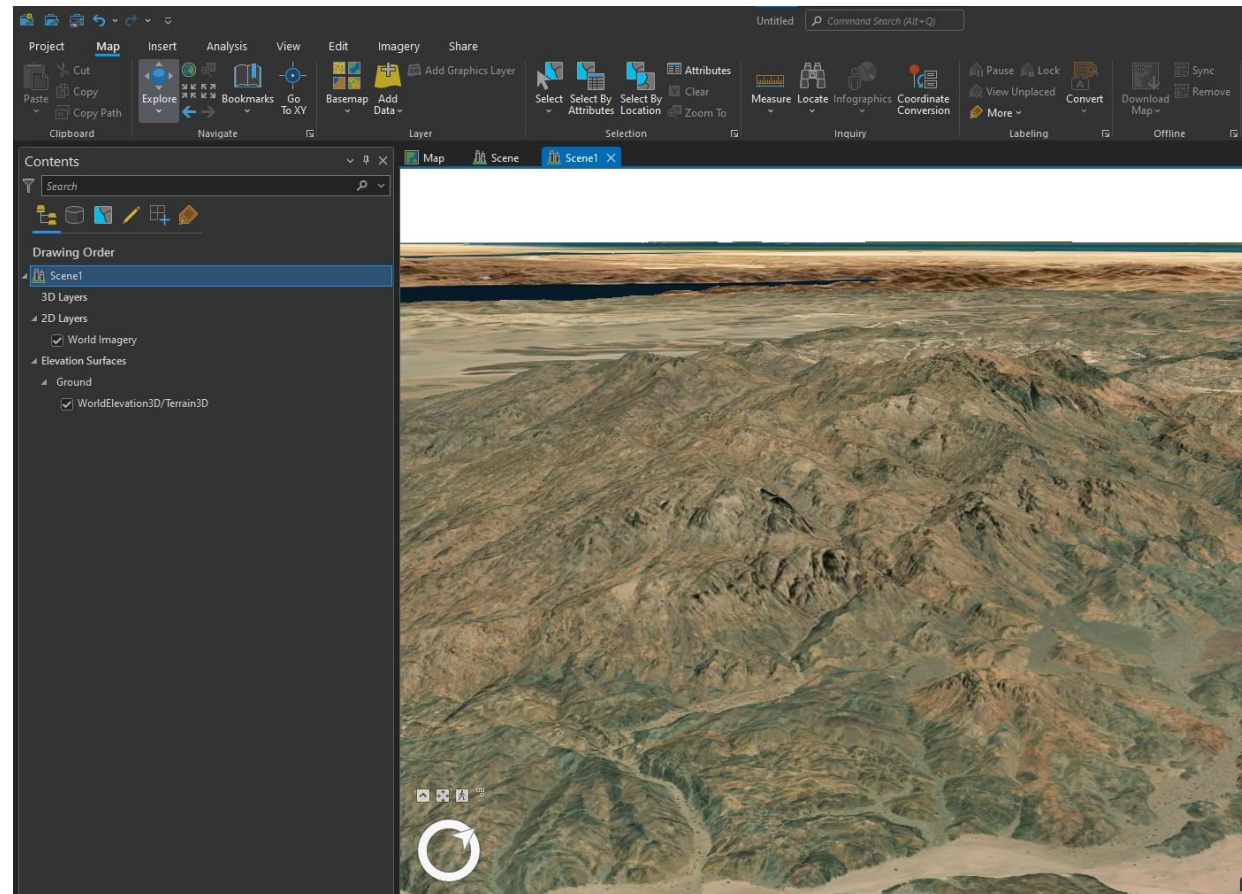 Untitled
Command Search (Alt+Q)
Project Map Insert Analysis View Edit Imagery Share
Paste
Cut
Copy
Copy Path
Clipboard
Explore
Bookmarks
Go
To XY
Navigate
Basemap
Add
Data
Add Graphics Layer
Layer
Select
Select By
Attributes
Select By
Location
Attributes
Clear
Zoom To
Selection
Measure
Locate
Infographics
Coordinate
Conversion
Inquiry
Pause
Lock
View Unplaced
More
Convert
Labeling
Download
Map
Sync
Remove
Offline
Contents
Search
Drawing Order
Scene1
3D Layers
2D Layers
World Imagery
Elevation Surfaces
Ground
WorldElevation3D/Terrain3D
Map
Scene
Scene1